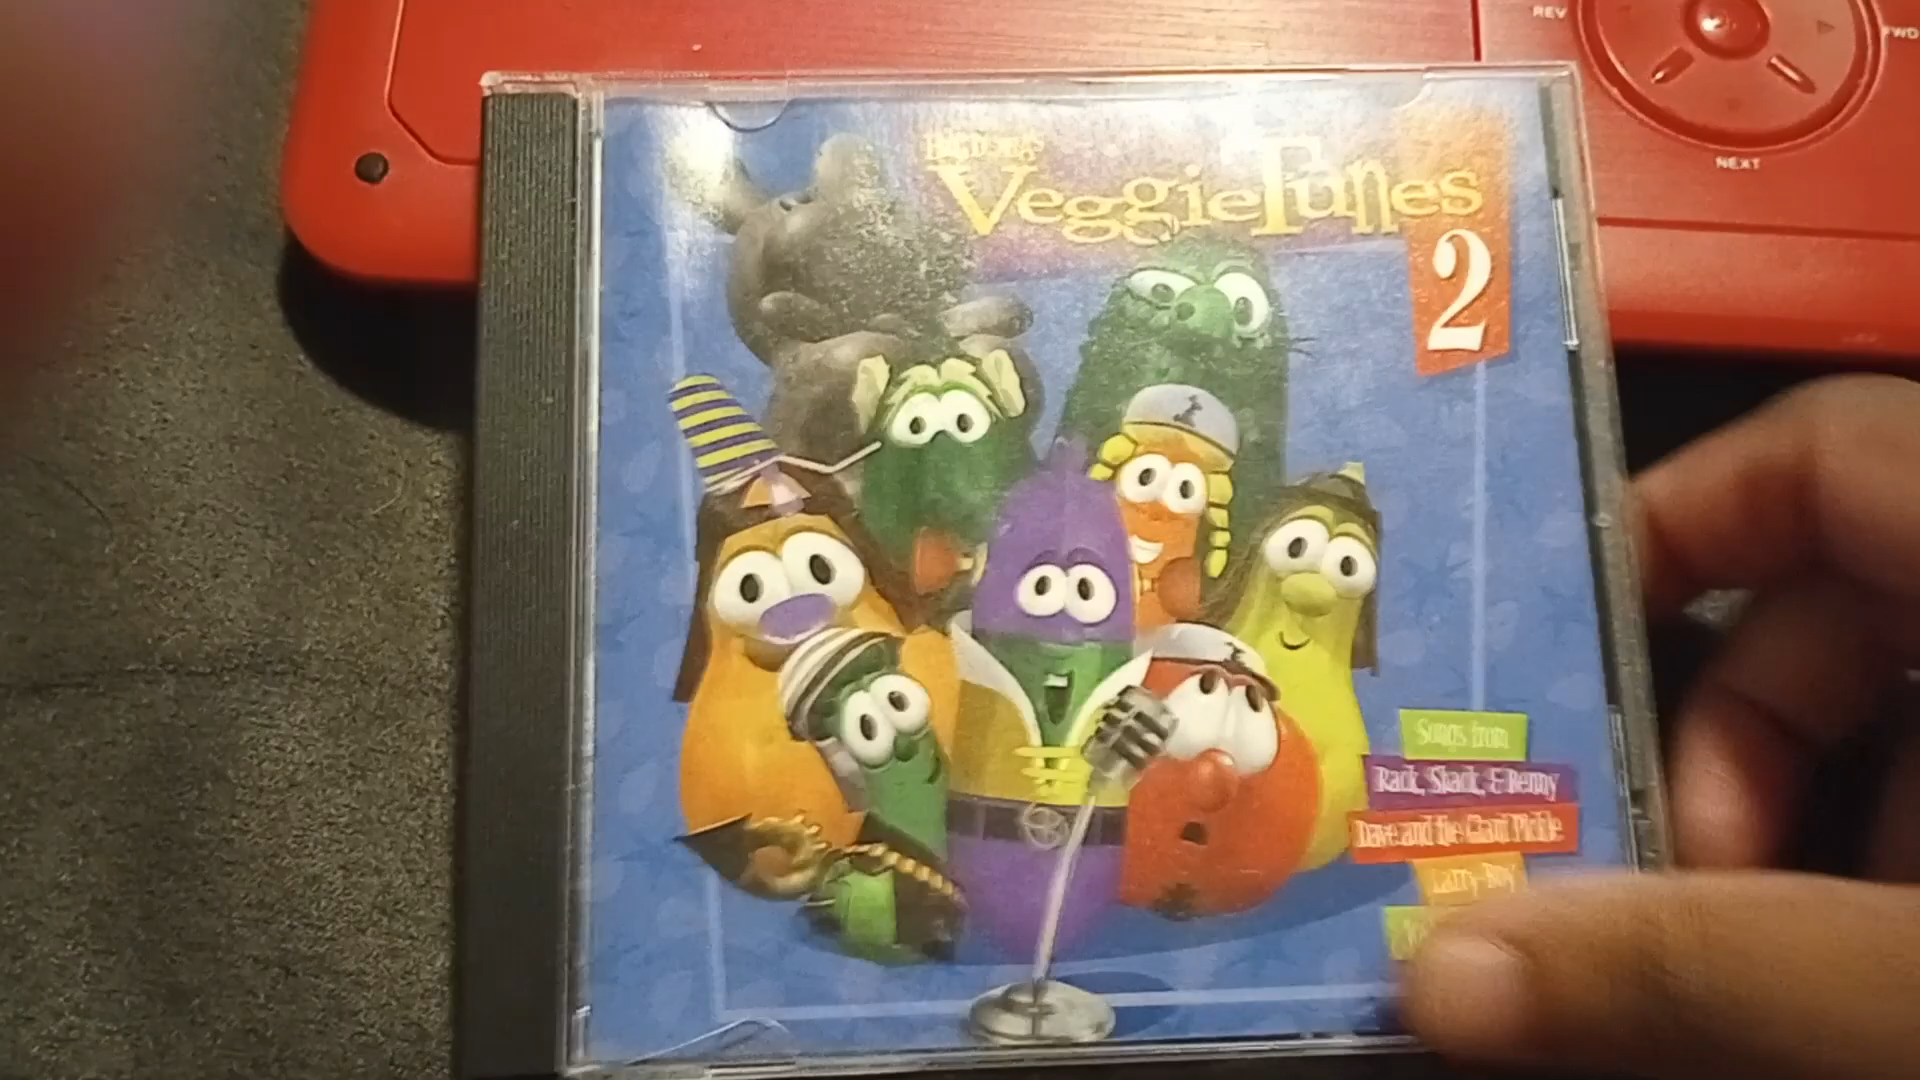 REV
FWD
NEXT
BIG IDEA'S
VeggieTunes
2
Songs from
Rack, Shack, & Benny
Dave and the Giant Pickle
Larry-Boy